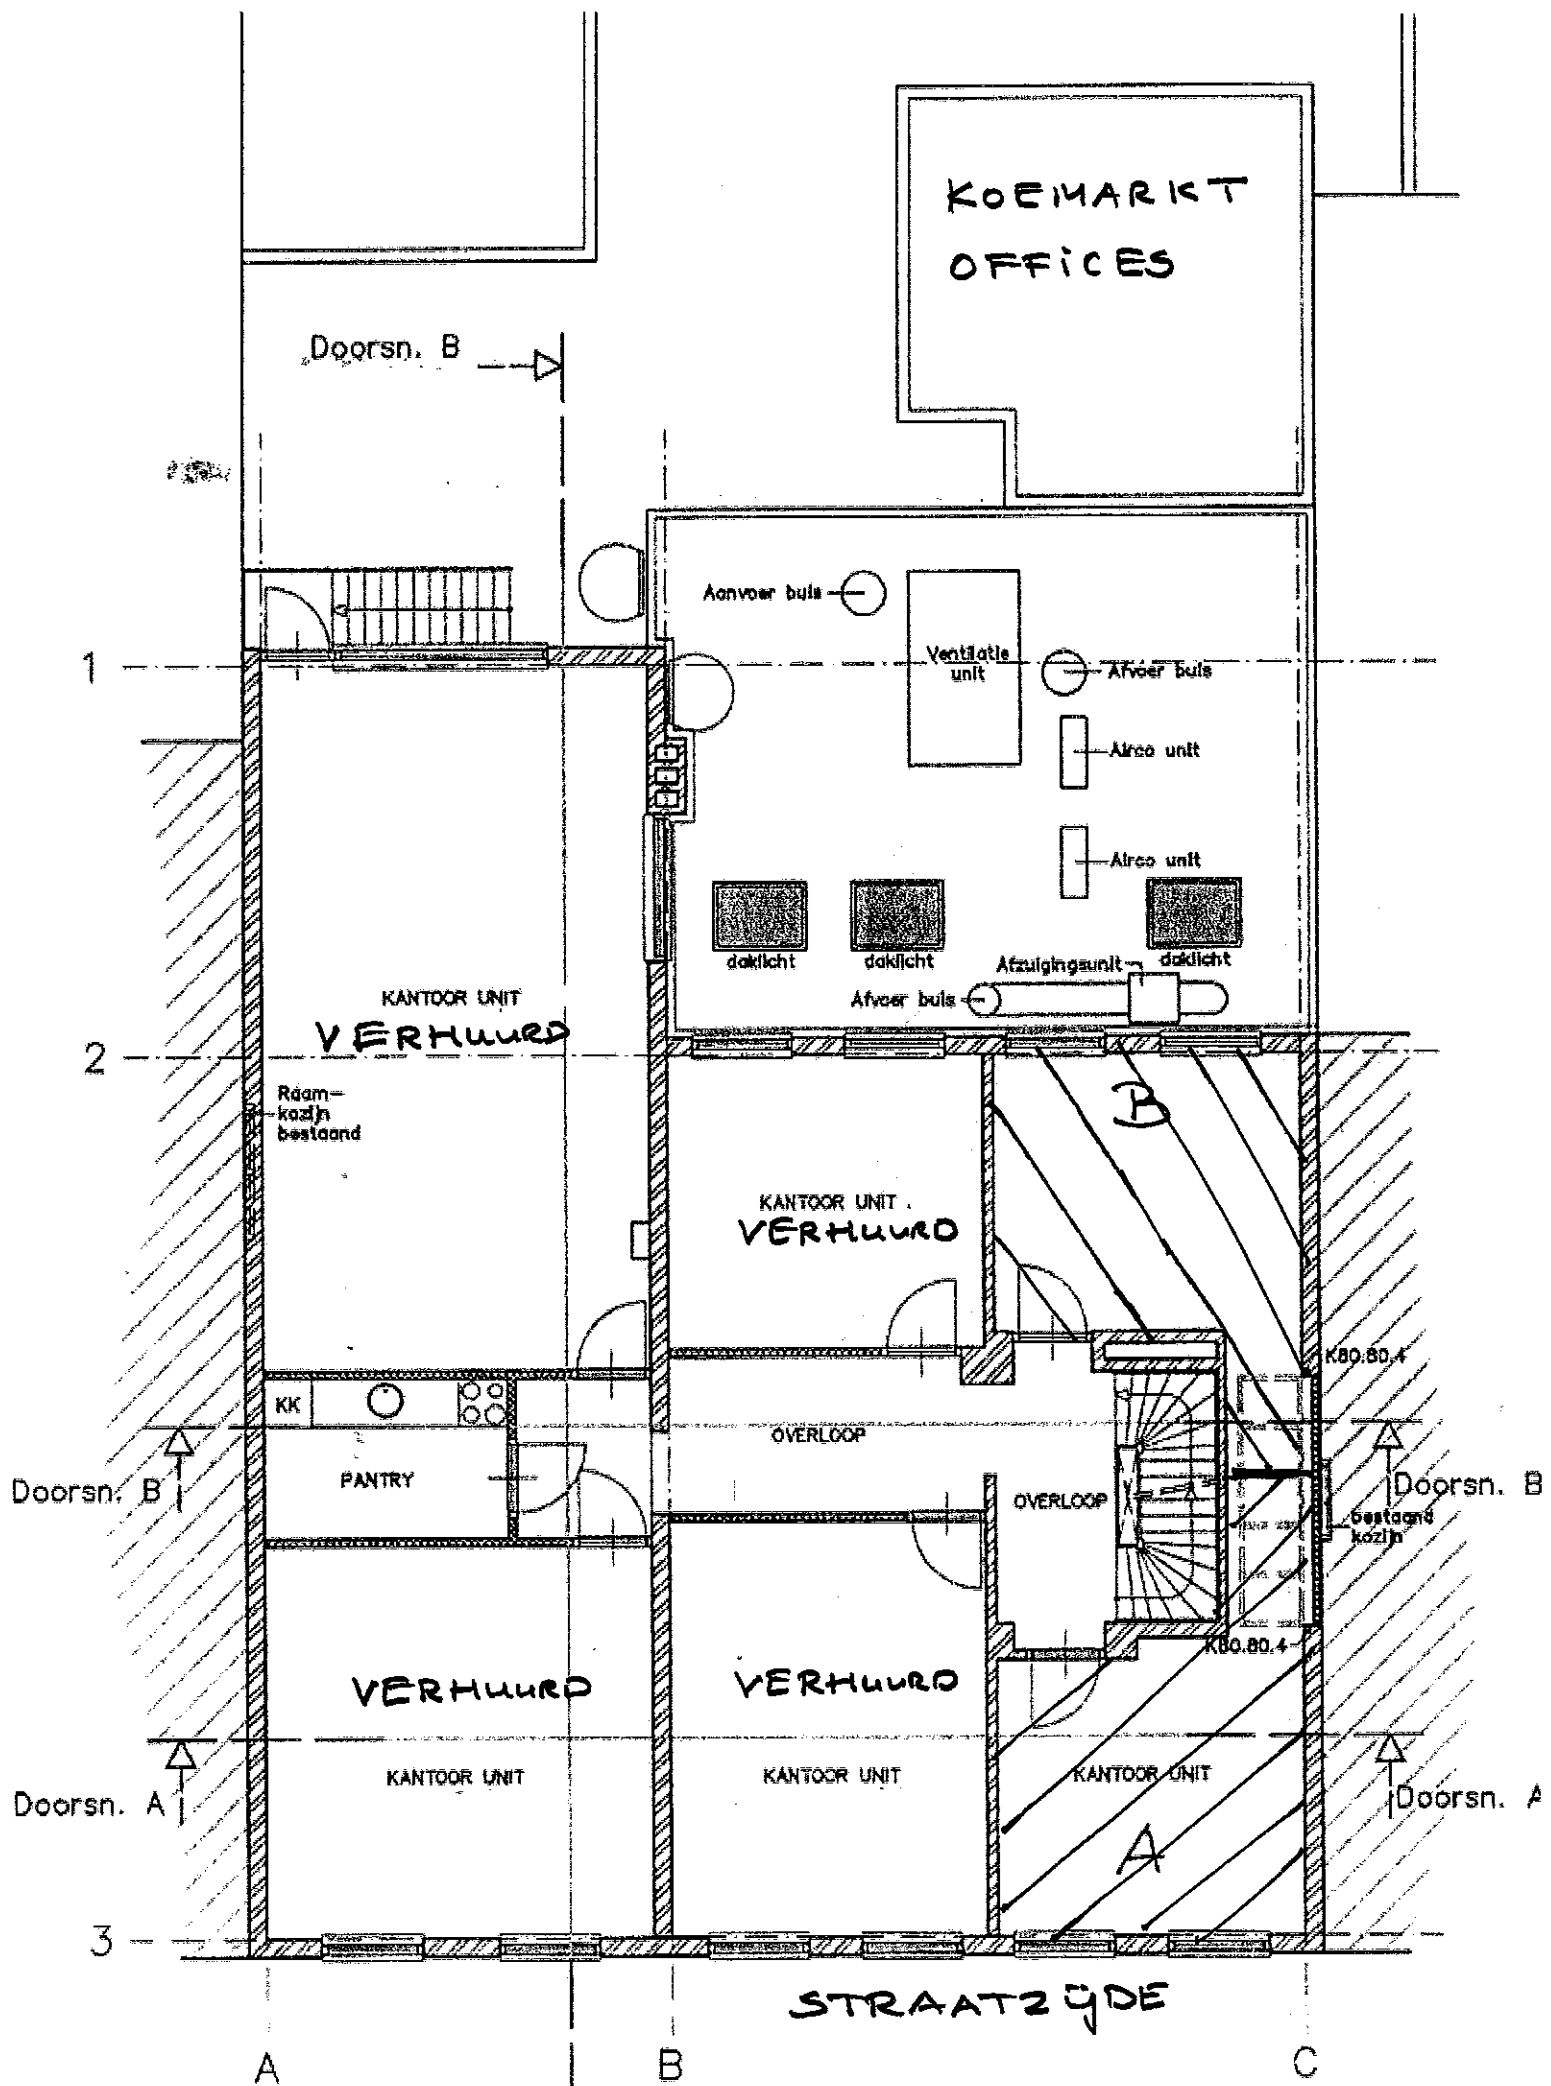 KOEMARKT
OFFICES
Doorsn. B
Aanvoer buis
Ventilatie
unit
Afvoer buis
1
Airco unit
Airco unit
daklicht
daklicht
daklicht
Afzuigingsunit
Afvoer buis
KANTOOR UNIT
VERHUURD
2
Raam-
kozijn
bestaand
B
KANTOOR UNIT
VERHUURD
K80.80.4
KK
OVERLOOP
PANTRY
Doorsn. B
OVERLOOP
Doorsn. B
bestaand
kozijn
K80.80.4
VERHUURD
VERHUURD
KANTOOR UNIT
KANTOOR UNIT
KANTOOR UNIT
Doorsn. A
Doorsn. A
A
3
STRAATZIJDE
A
B
C